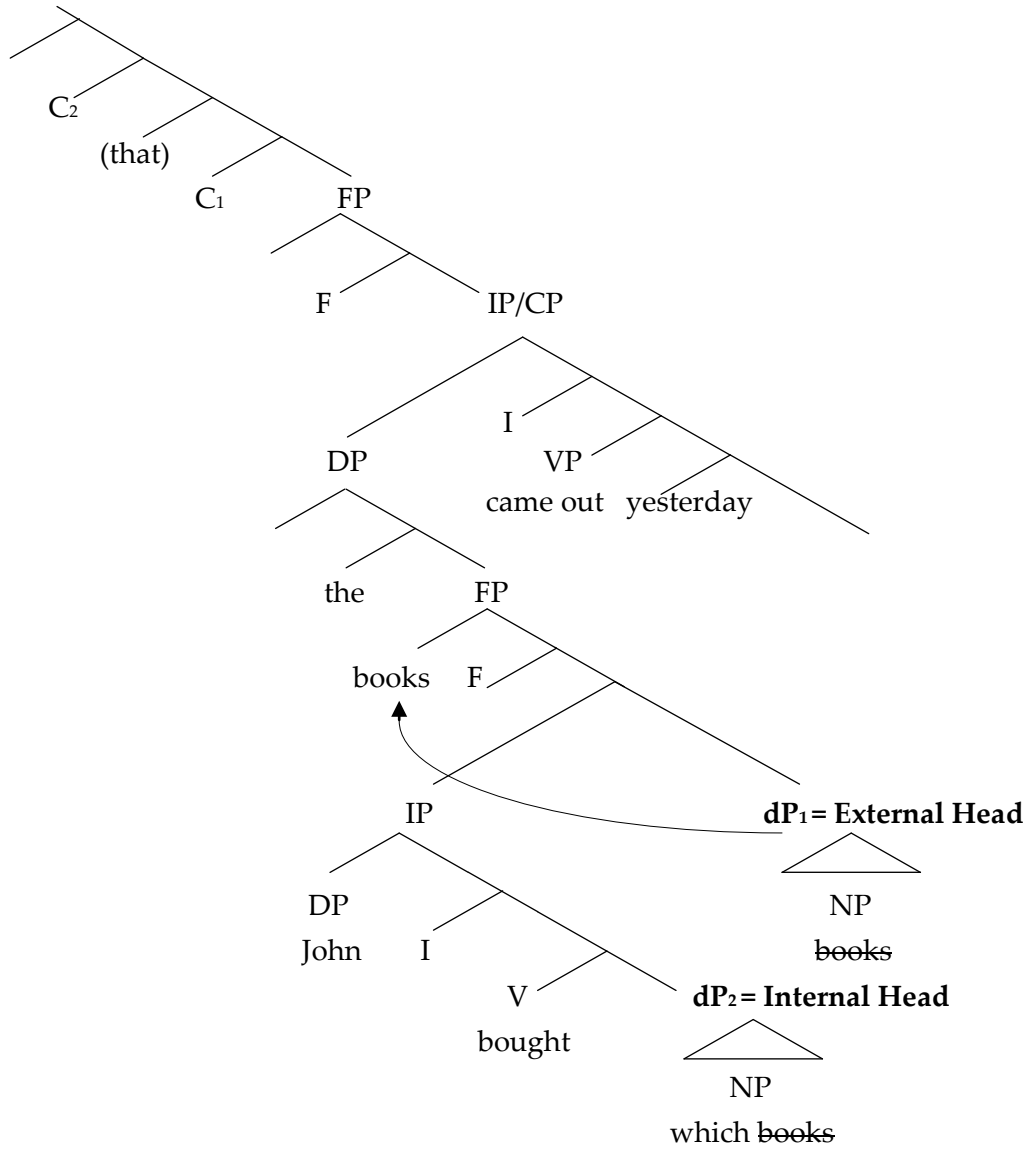 C₂
(that)
C₁
FP
F IP/CP
I
DP VP
came out yesterday
the FP
books F
IP dP₁ = External Head
DP NP
John I ~~books~~
V dP₂ = Internal Head
bought
NP
which ~~books~~